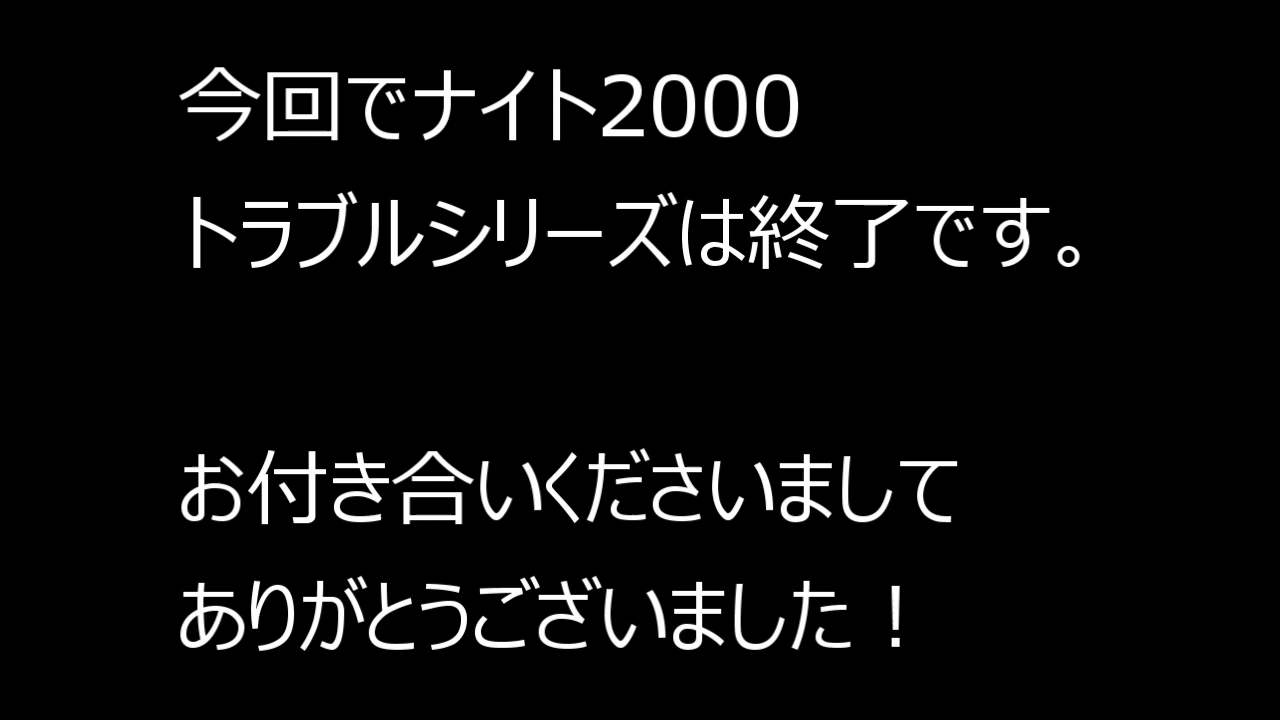 今回でナイト2000
トラブルシリーズは終了です。
お付き合いくださいまして
ありがとうございました！